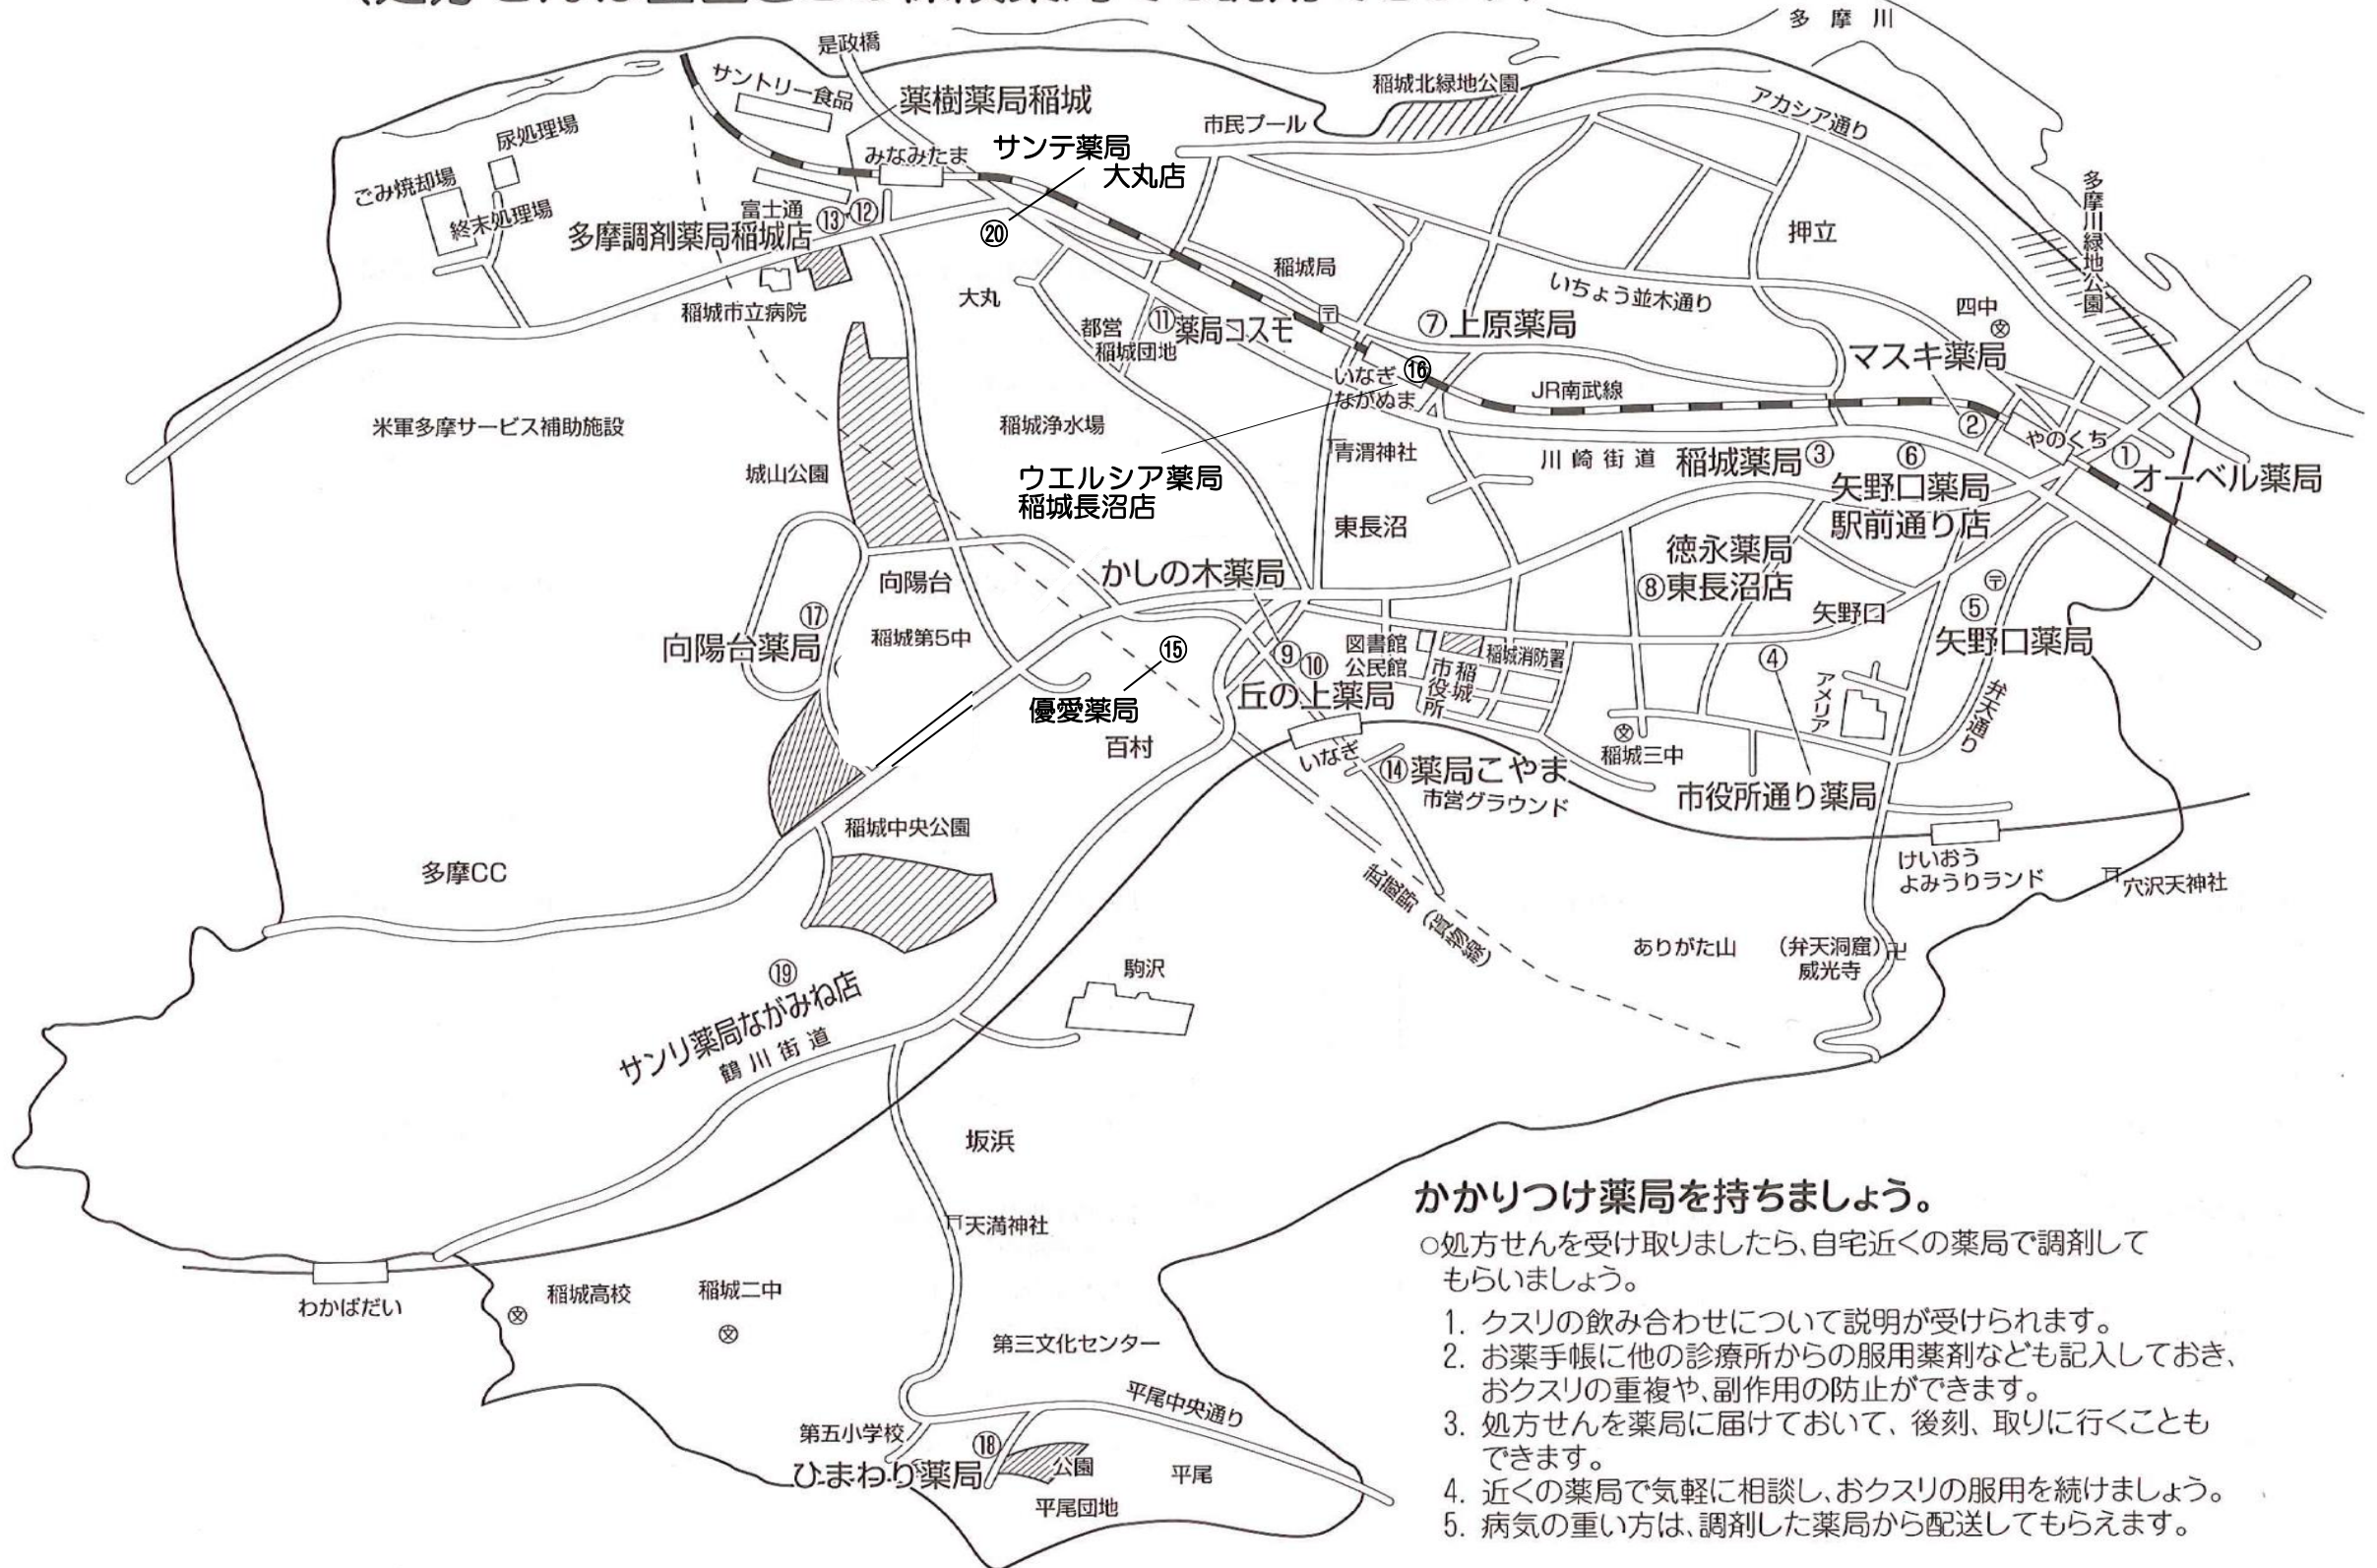 多摩川
是政橋
サントリー食品
薬樹薬局稲城
稲城北緑地公園
アカシア通り
市民プール
尿処理場
みなみたま
サンテ薬局
大丸店
ごみ焼却場
終末処理場
富士通
⑬
⑫
多摩調剤薬局稲城店
⑳
多摩川緑地公園
押立
稲城局
いちょう並木通り
稲城市立病院
大丸
都営
稲城団地
⑪薬局コスモ
⑦上原薬局
四中
マスキ薬局
いなぎ
ながぬま
⑯
JR南武線
②
やのくち
①
オーベル薬局
米軍多摩サービス補助施設
稲城浄水場
青渭神社
川崎街道
稲城薬局③
⑥
矢野口薬局
駅前通り店
城山公園
ウエルシア薬局
稲城長沼店
東長沼
徳永薬局
⑧東長沼店
かしの木薬局
向陽台
⑰
向陽台薬局
稲城第5中
矢野口
⑤
矢野口薬局
⑮
優愛薬局
⑨
⑩
丘の上薬局
図書館
公民館
稲城消防署
稲城
市役所
④
アメリア
弁天通り
百村
いなぎ
⑭薬局こやま
市営グラウンド
稲城三中
市役所通り薬局
稲城中央公園
けいおう
よみうりランド
穴沢天神社
多摩CC
武蔵野(貨物線)
ありがた山
(弁天洞窟)
威光寺
⑲
サンリ薬局ながみね店
鶴川街道
駒沢
坂浜
天満神社
わかばだい
稲城高校
稲城二中
第三文化センター
平尾中央通り
第五小学校
⑱
ひまわり薬局
公園
平尾
平尾団地
かかりつけ薬局を持ちましょう。
○処方せんを受け取りましたら、自宅近くの薬局で調剤して
もらいましょう。
1. クスリの飲み合わせについて説明が受けられます。
2. お薬手帳に他の診療所からの服用薬剤なども記入しておき、
おクスリの重複や、副作用の防止ができます。
3. 処方せんを薬局に届けておいて、後刻、取りに行くことも
できます。
4. 近くの薬局で気軽に相談し、おクスリの服用を続けましょう。
5. 病気の重い方は、調剤した薬局から配送してもらえます。